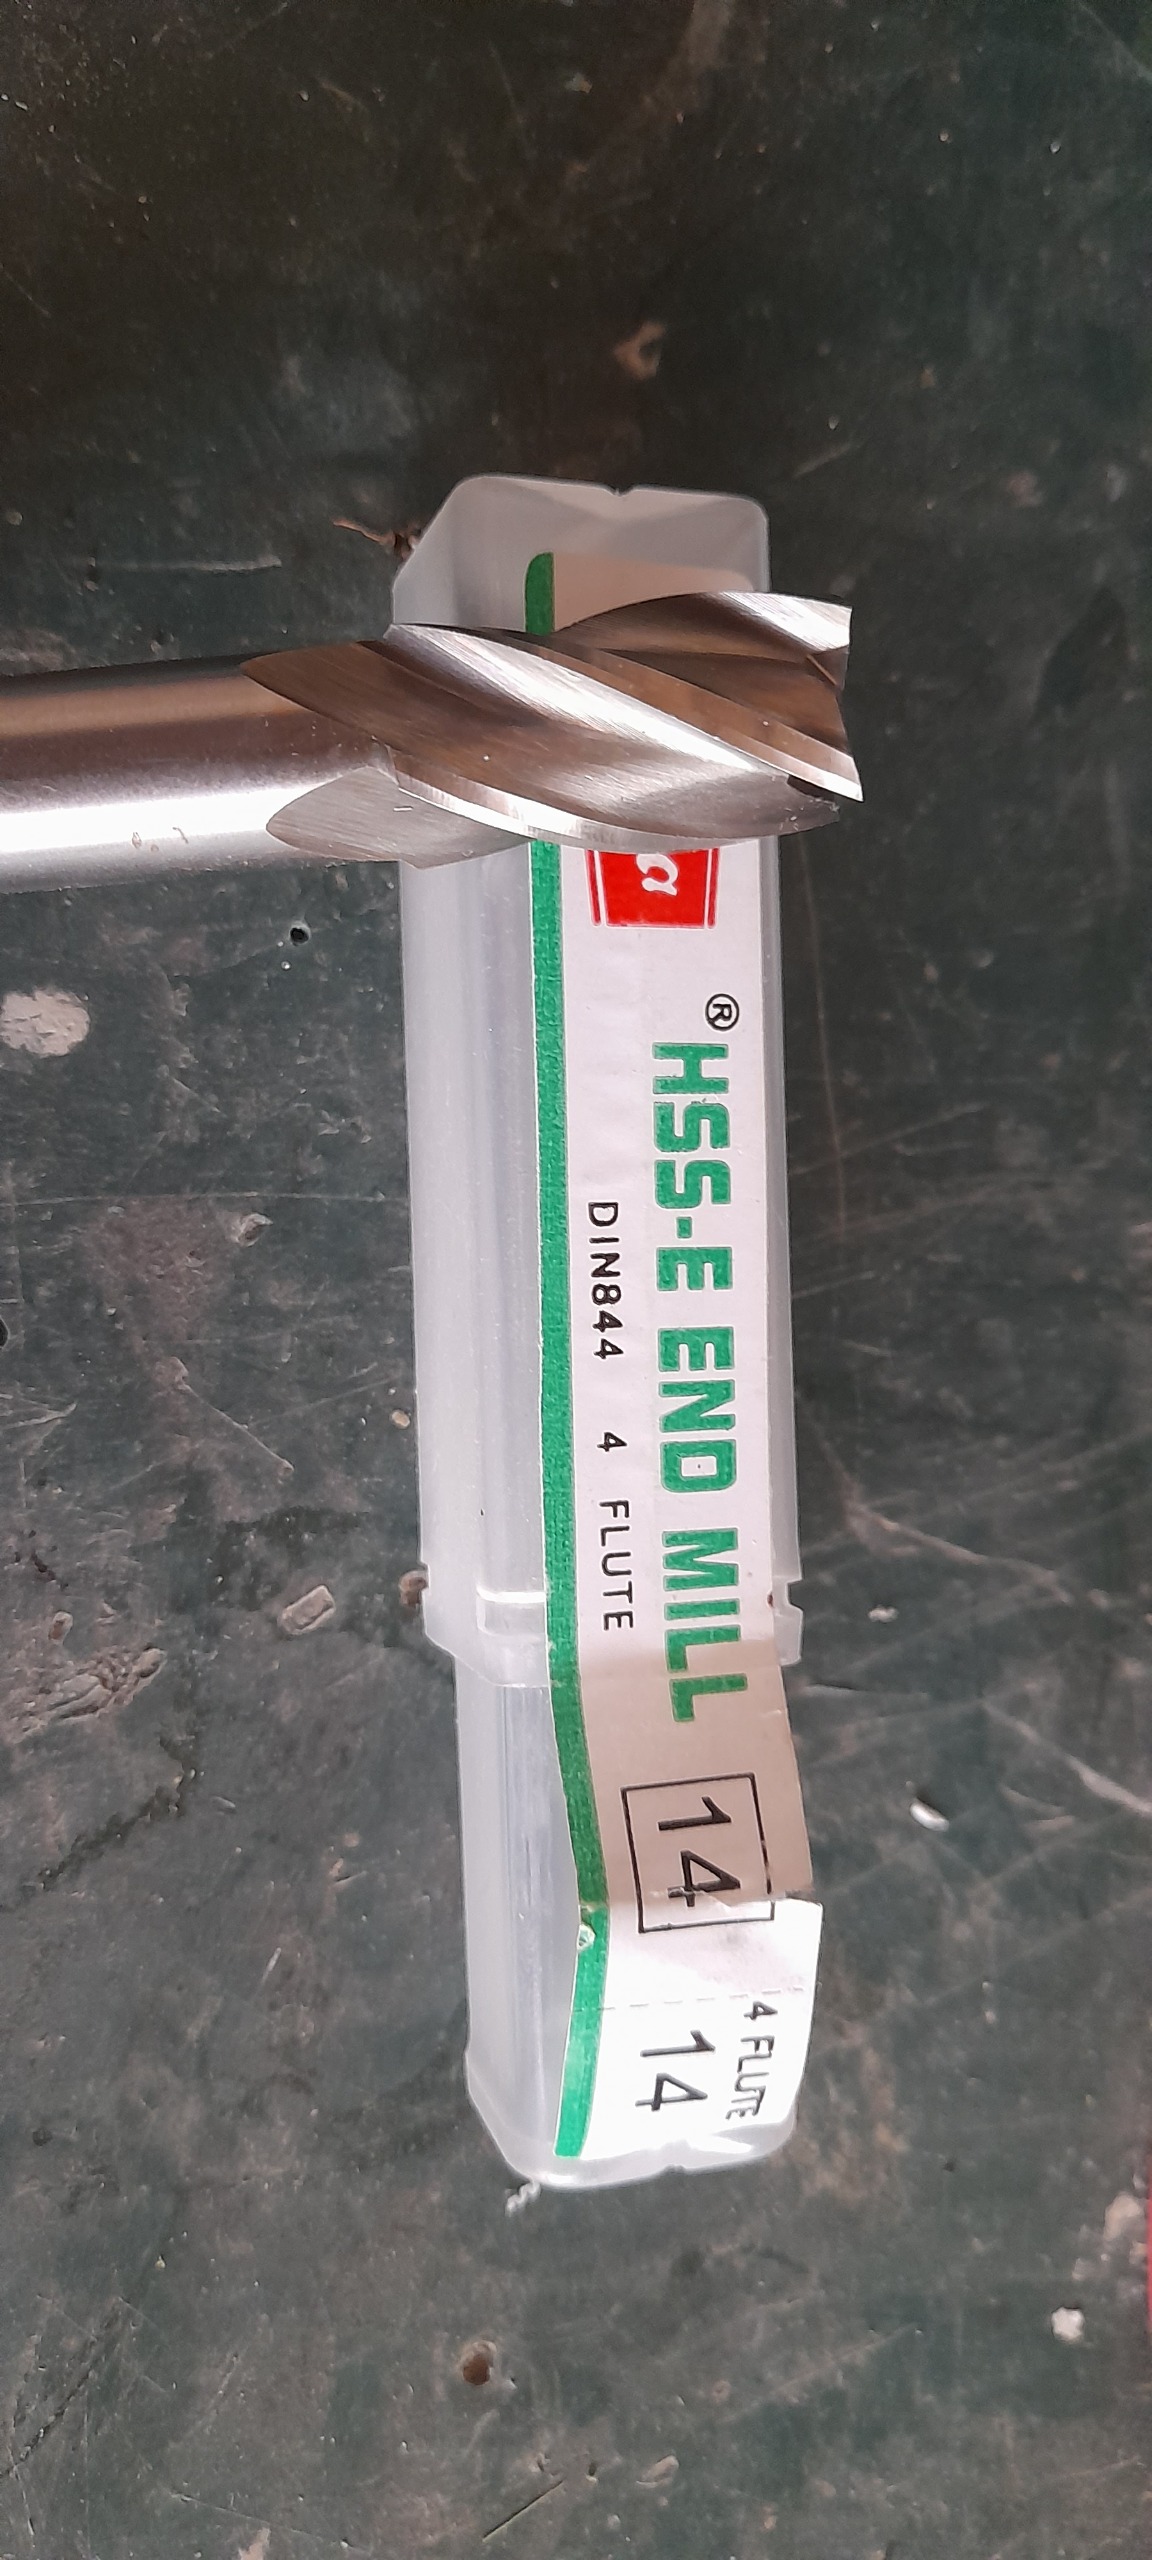 ® HSS-E END MILL
DIN844 4 FLUTE
14
4 FLUTE
14